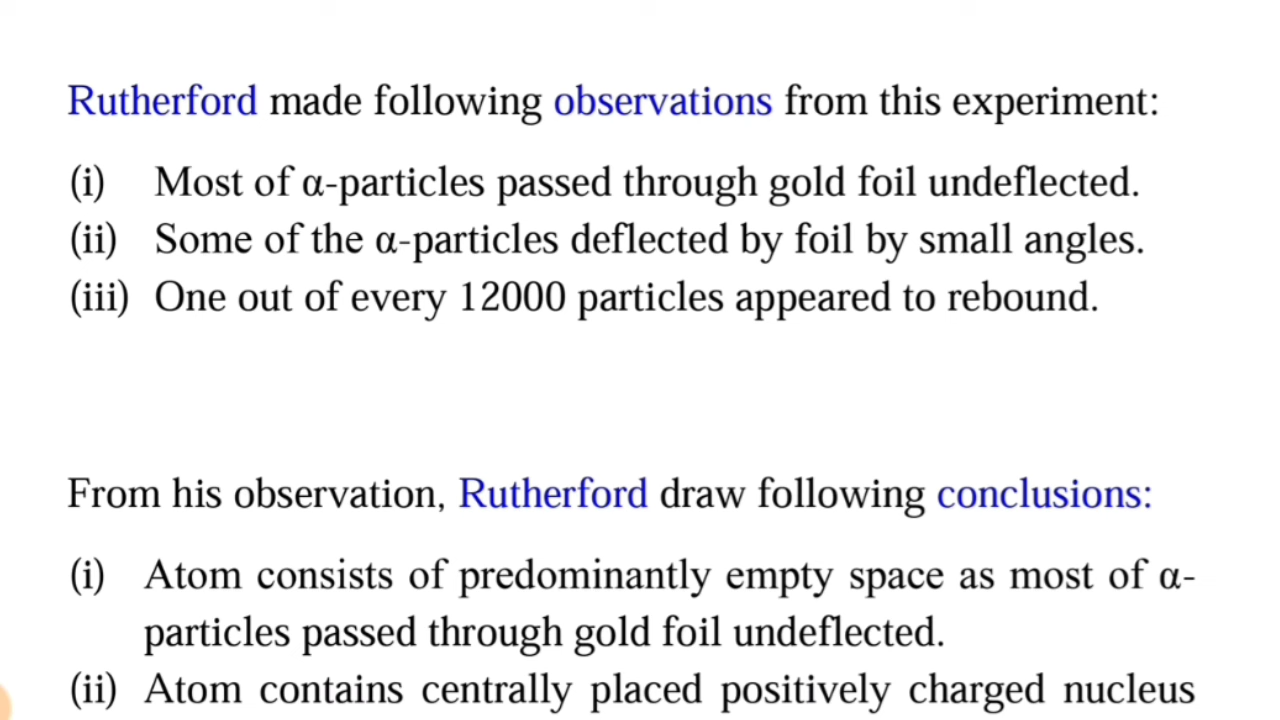 Rutherford made following observations from this experiment:
(i) Most of α-particles passed through gold foil undeflected.
(ii) Some of the α-particles deflected by foil by small angles.
(iii) One out of every 12000 particles appeared to rebound.
From his observation, Rutherford draw following conclusions:
(i) Atom consists of predominantly empty space as most of α-
particles passed through gold foil undeflected.
(ii) Atom contains centrally placed positively charged nucleus